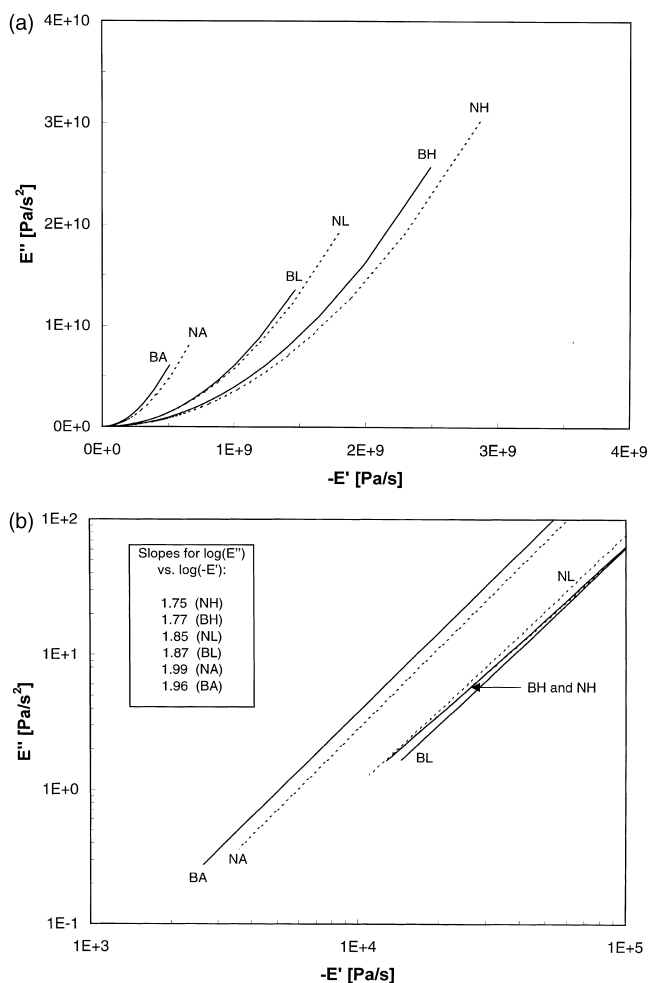 (a)
4E+10
3E+10
2E+10
1E+10
0E+0
E'' [Pa/s²]
BA
NA
BL
NL
BH
NH
0E+0
1E+9
2E+9
3E+9
4E+9
-E' [Pa/s]
(b)
1E+2
1E+1
1E+0
1E-1
E'' [Pa/s²]
Slopes for log(E'')
vs. log(-E'):
1.75 (NH)
1.77 (BH)
1.85 (NL)
1.87 (BL)
1.99 (NA)
1.96 (BA)
NL
BH and NH
BL
NA
BA
1E+3
1E+4
1E+5
-E' [Pa/s]